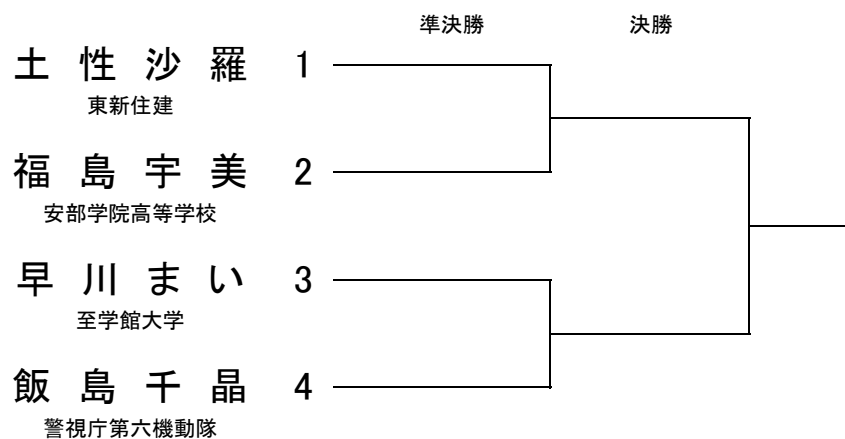 準決勝 決勝
土性沙羅 1
東新住建
福島宇美 2
安部学院高等学校
早川まい 3
至学館大学
飯島千晶 4
警視庁第六機動隊